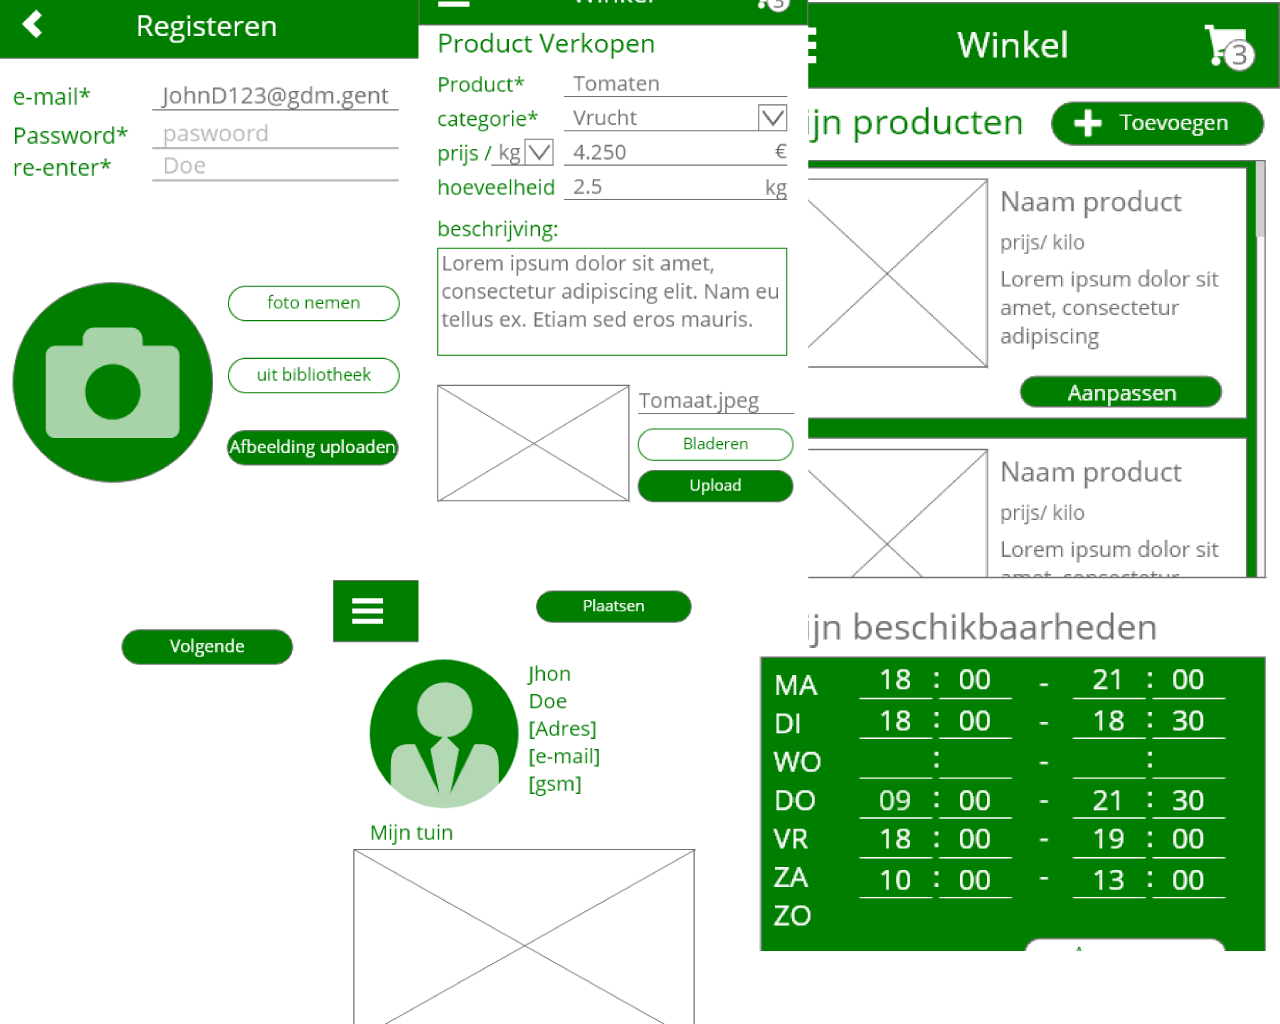 Registeren
e-mail* JohnD123@gdm.gent
Password* paswoord
re-enter* Doe
foto nemen
uit bibliotheek
Afbeelding uploaden
Volgende
Winkel 3
Product Verkopen
Product* Tomaten
categorie* Vrucht
prijs / kg 4.250 €
hoeveelheid 2.5 kg
beschrijving:
Lorem ipsum dolor sit amet,
consectetur adipiscing elit. Nam eu
tellus ex. Etiam sed eros mauris.
Tomaat.jpeg
Bladeren
Upload
Plaatsen
Jhon
Doe
[Adres]
[e-mail]
[gsm]
Mijn tuin
Winkel 3
ijn producten
Toevoegen
Naam product
prijs/ kilo
Lorem ipsum dolor sit
amet, consectetur
adipiscing
Aanpassen
Naam product
prijs/ kilo
Lorem ipsum dolor sit
amet, consectetur
ijn beschikbaarheden
MA 18 : 00 - 21 : 00
DI 18 : 00 - 18 : 30
WO : - :
DO 09 : 00 - 21 : 30
VR 18 : 00 - 19 : 00
ZA 10 : 00 - 13 : 00
ZO